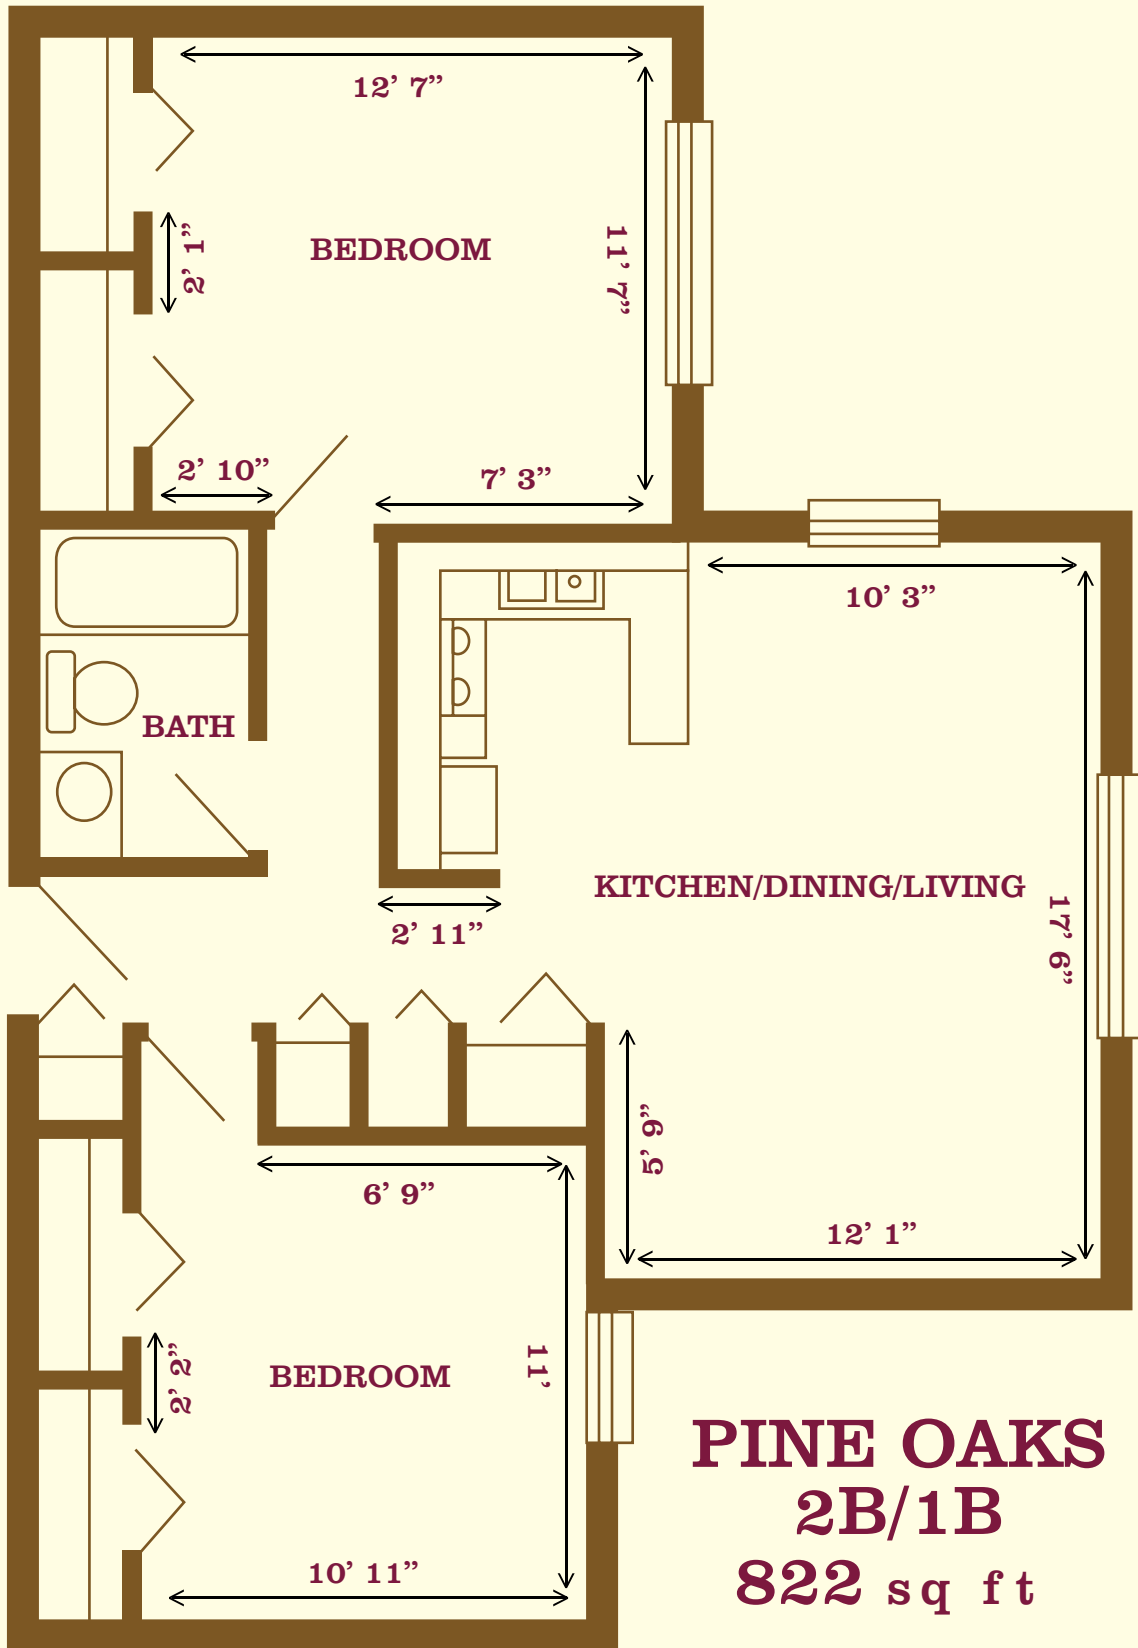 12’ 7”
11’ 7”
2’ 1”
BEDROOM
2’ 10”
7’ 3”
10’ 3”
BATH
KITCHEN/DINING/LIVING
17’ 6”
2’ 11”
5’ 9”
6’ 9”
12’ 1”
11’
2’ 2”
BEDROOM
10’ 11”
PINE OAKS
2B/1B
822 sq ft